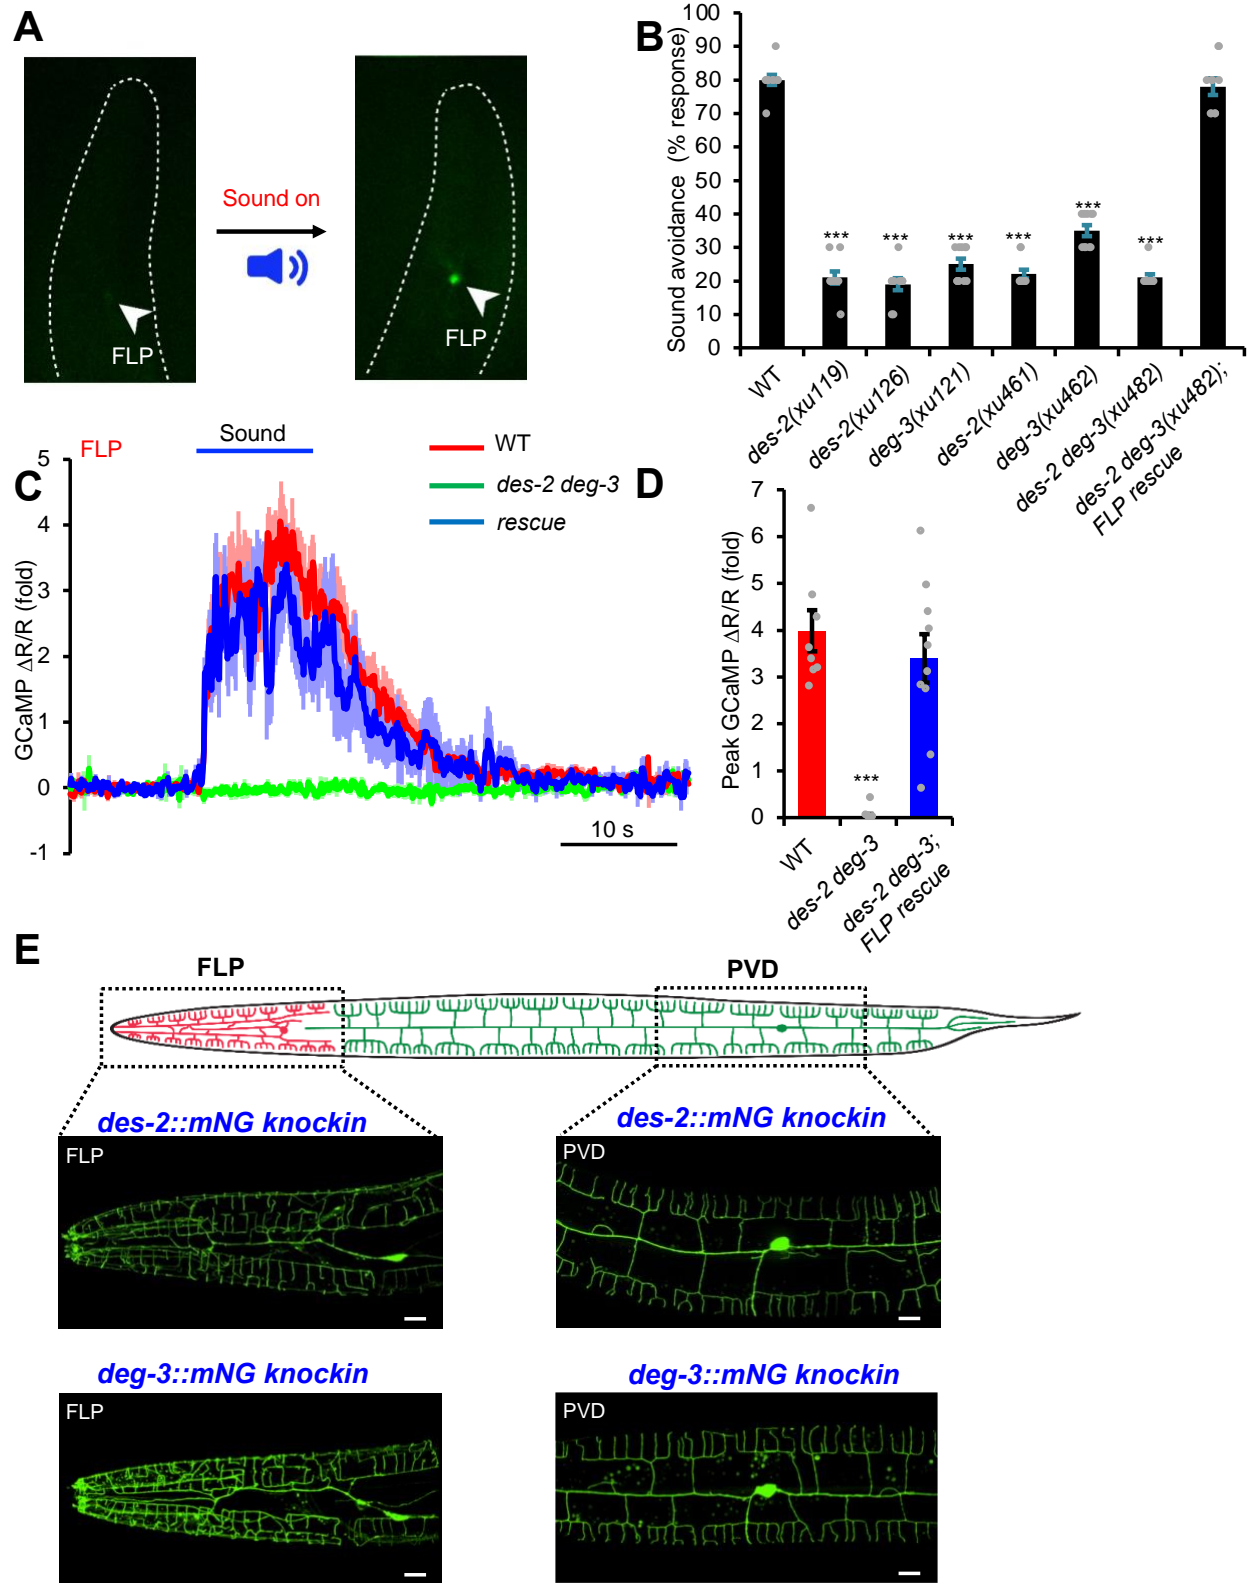 A
Sound on
FLP
FLP
B
Sound avoidance (% response)
100
90
80
70
60
50
40
30
20
10
0
***
***
***
***
***
***
WT
des-2(xu119)
des-2(xu126)
deg-3(xu121)
des-2(xu461)
deg-3(xu462)
des-2 deg-3(xu482)
des-2 deg-3(xu482);
FLP rescue
C
FLP
Sound
WT
des-2 deg-3
rescue
GCaMP ΔR/R (fold)
5
4
3
2
1
0
-1
10 s
D
Peak GCaMP ΔR/R (fold)
7
6
5
4
3
2
1
0
***
WT
des-2 deg-3
des-2 deg-3;
FLP rescue
E
FLP
PVD
des-2::mNG knockin
des-2::mNG knockin
FLP
PVD
deg-3::mNG knockin
deg-3::mNG knockin
FLP
PVD